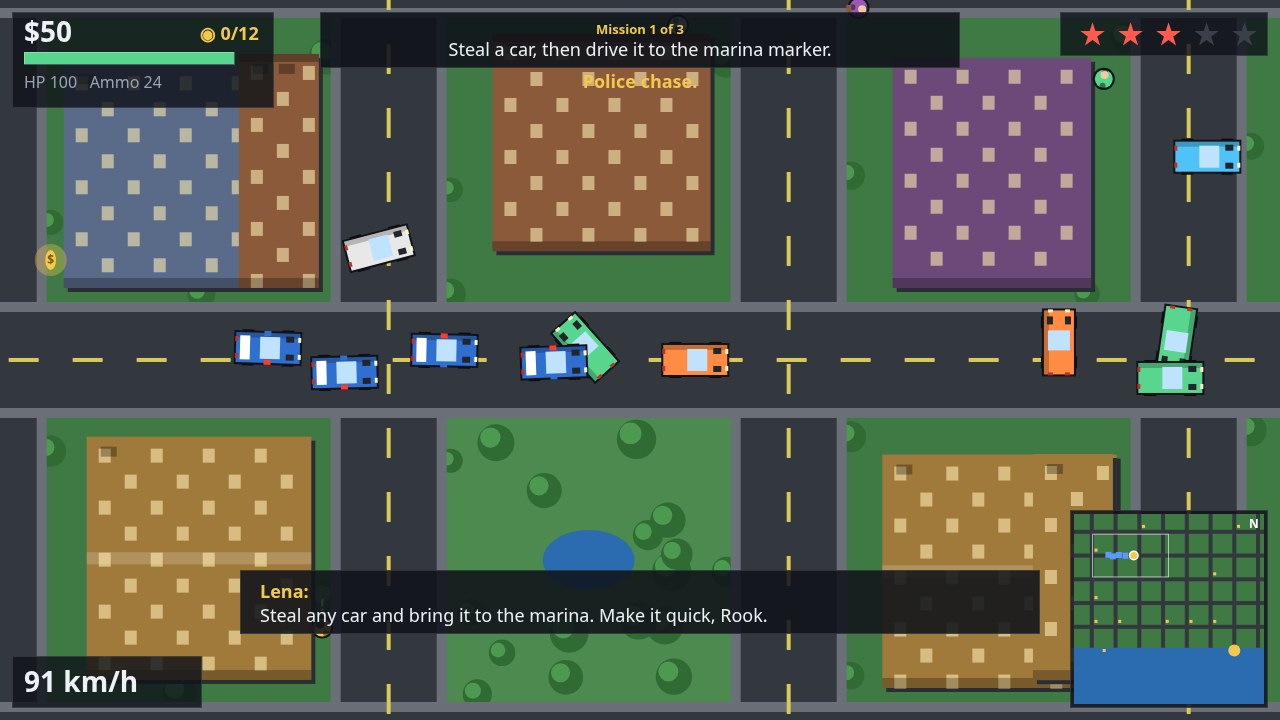 $50
0/12
HP 100 Ammo 24
Mission 1 of 3
Steal a car, then drive it to the marina marker.
Police chase.
$
N
Lena:
Steal any car and bring it to the marina. Make it quick, Rook.
91 km/h